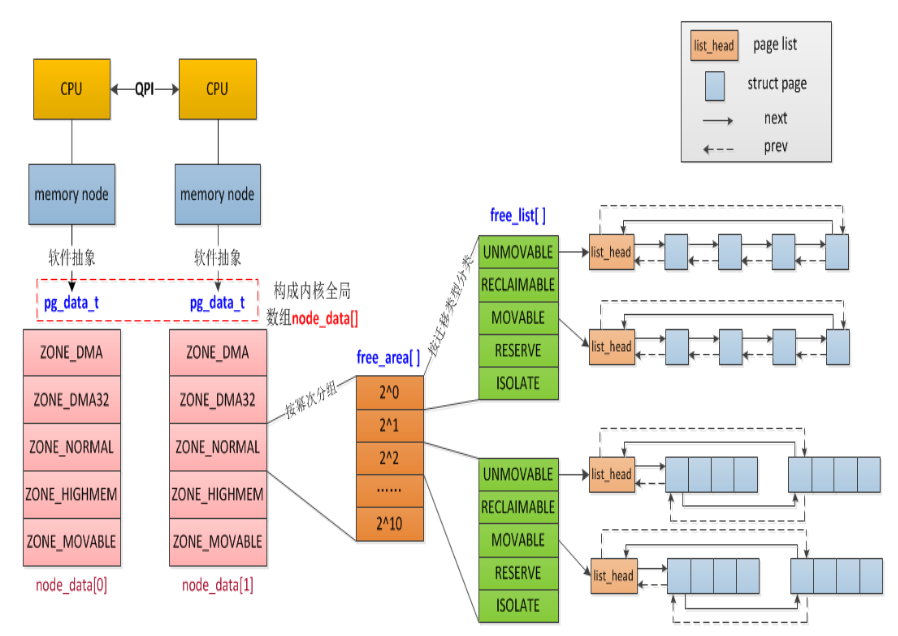 list_head
page list
struct page
next
prev
CPU
QPI
CPU
memory node
memory node
软件抽象
软件抽象
pg_data_t
pg_data_t
构成内核全局
数组node_data[]
ZONE_DMA
ZONE_DMA32
ZONE_NORMAL
ZONE_HIGHMEM
ZONE_MOVABLE
node_data[0]
ZONE_DMA
ZONE_DMA32
ZONE_NORMAL
ZONE_HIGHMEM
ZONE_MOVABLE
node_data[1]
按幂次分组
free_area[ ]
2^0
2^1
2^2
......
2^10
按迁移类型分类
free_list[ ]
UNMOVABLE
RECLAIMABLE
MOVABLE
RESERVE
ISOLATE
list_head
list_head
UNMOVABLE
RECLAIMABLE
MOVABLE
RESERVE
ISOLATE
list_head
list_head